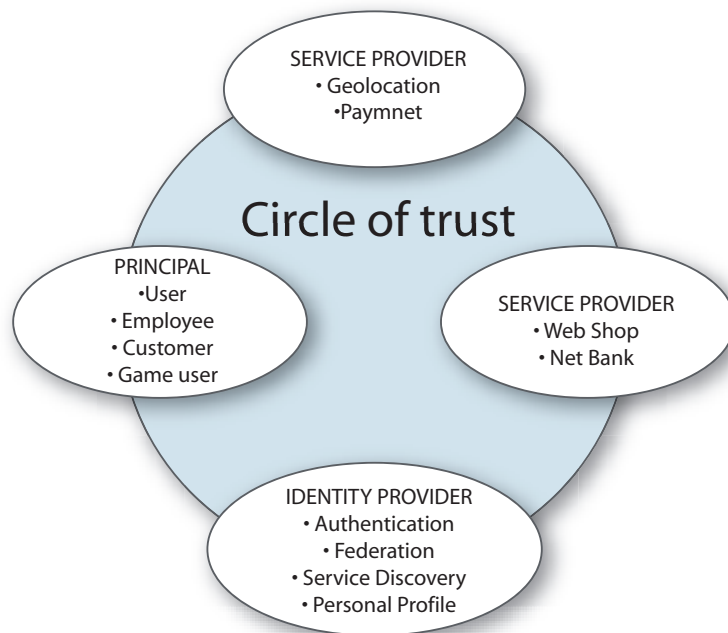 SERVICE PROVIDER
• Geolocation
•Paymnet
Circle of trust
PRINCIPAL
•User
• Employee
• Customer
• Game user
SERVICE PROVIDER
• Web Shop
• Net Bank
IDENTITY PROVIDER
• Authentication
• Federation
• Service Discovery
• Personal Profile